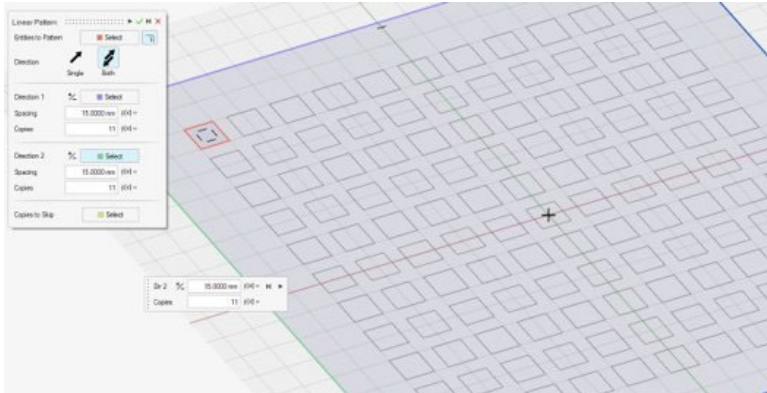 Linear Pattern
Entities to Pattern Select
Direction
Single Both
Direction 1 Select
Spacing 15.0000 mm f(x)
Copies 11 f(x)
Direction 2 Select
Spacing 15.0000 mm f(x)
Copies 11 f(x)
Copies to Skip Select
Dir 2 15.0000 mm f(x)
Copies 11 f(x)